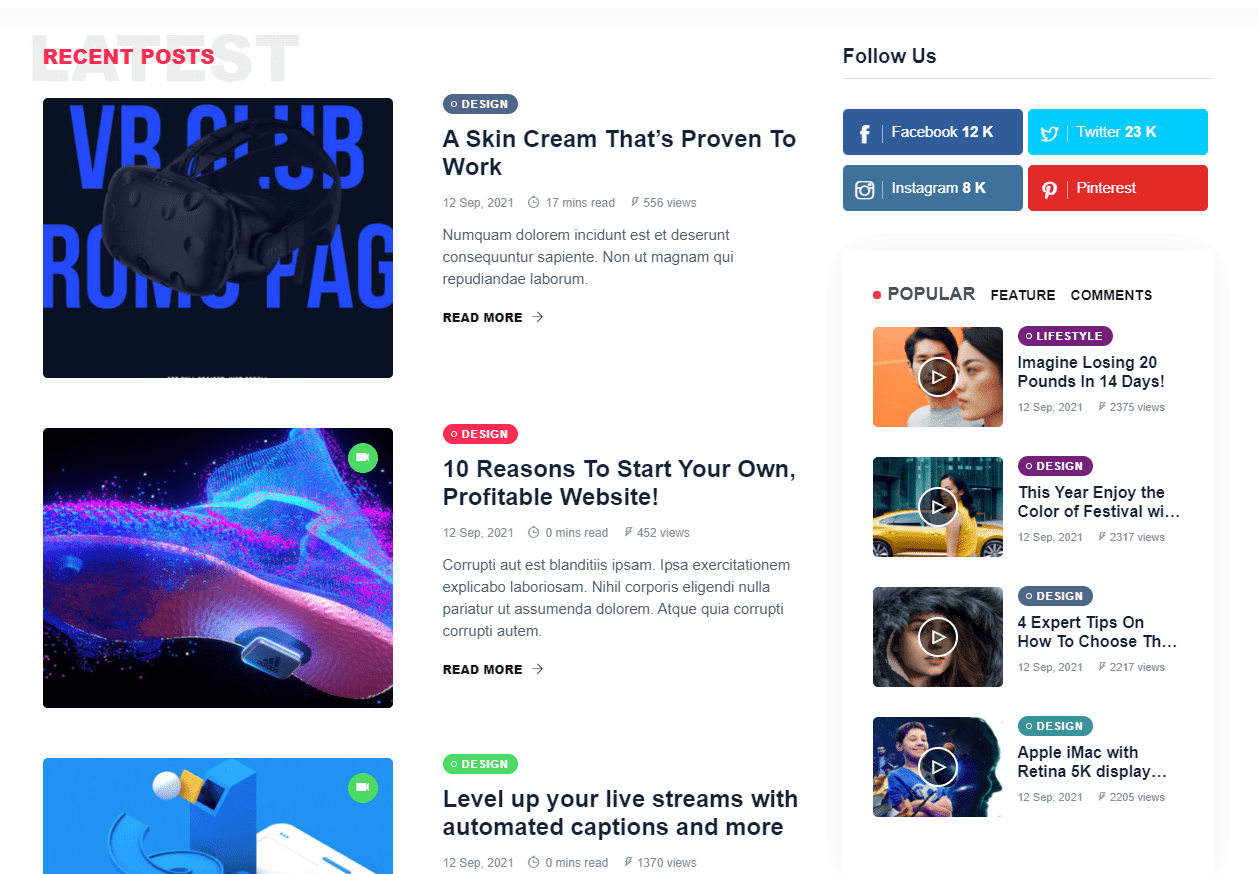 LATEST
RECENT POSTS
VR CLUB
DESIGN
A Skin Cream That’s Proven To
Work
12 Sep, 2021 17 mins read 556 views
Numquam dolorem incidunt est et deserunt
consequuntur sapiente. Non ut magnam qui
repudiandae laborum.
READ MORE
DESIGN
10 Reasons To Start Your Own,
Profitable Website!
12 Sep, 2021 0 mins read 452 views
Corrupti aut est blanditiis ipsam. Ipsa exercitationem
explicabo laboriosam. Nihil corporis eligendi nulla
pariatur ut assumenda dolorem. Atque quia corrupti
corrupti autem.
READ MORE
DESIGN
Level up your live streams with
automated captions and more
12 Sep, 2021 0 mins read 1370 views
Follow Us
Facebook 12 K
Twitter 23 K
Instagram 8 K
Pinterest
POPULAR FEATURE COMMENTS
LIFESTYLE
Imagine Losing 20
Pounds In 14 Days!
12 Sep, 2021 2375 views
DESIGN
This Year Enjoy the
Color of Festival wi...
12 Sep, 2021 2317 views
DESIGN
4 Expert Tips On
How To Choose Th...
12 Sep, 2021 2217 views
DESIGN
Apple iMac with
Retina 5K display...
12 Sep, 2021 2205 views